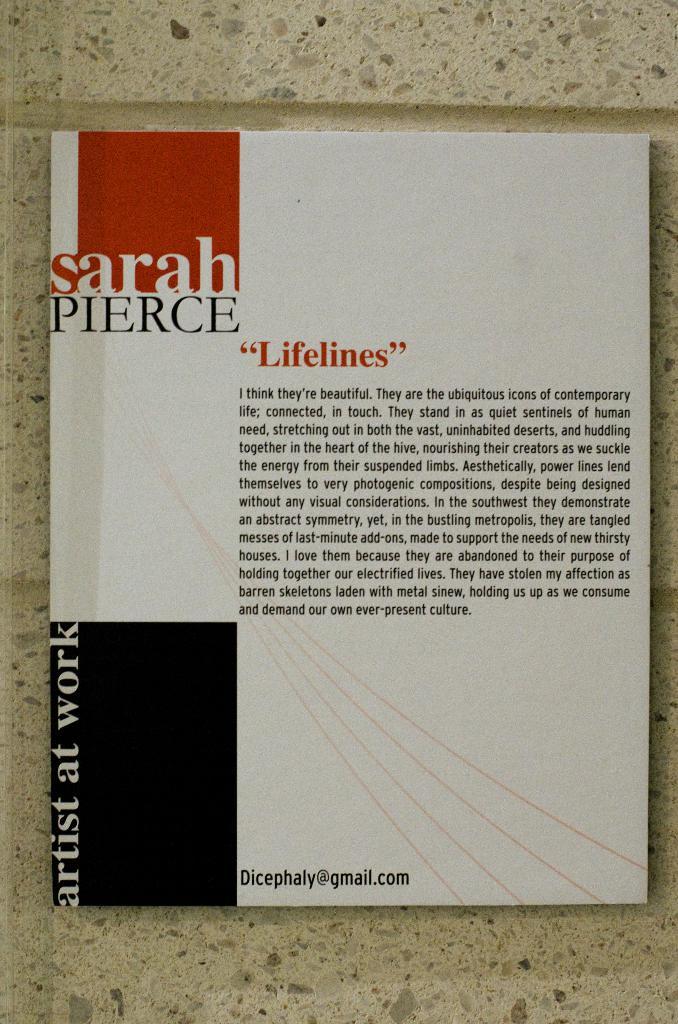 sarah
PIERCE
“Lifelines”
I think they're beautiful. They are the ubiquitous icons of contemporary
life; connected, in touch. They stand in as quiet sentinels of human
need, stretching out in both the vast, uninhabited deserts, and huddling
together in the heart of the hive, nourishing their creators as we suckle
the energy from their suspended limbs. Aesthetically, power lines lend
themselves to very photogenic compositions, despite being designed
without any visual considerations. In the southwest they demonstrate
an abstract symmetry, yet, in the bustling metropolis, they are tangled
messes of last-minute add-ons, made to support the needs of new thirsty
houses. I love them because they are abandoned to their purpose of
holding together our electrified lives. They have stolen my affection as
barren skeletons laden with metal sinew, holding us up as we consume
and demand our own ever-present culture.
artist at work
Dicephaly@gmail.com